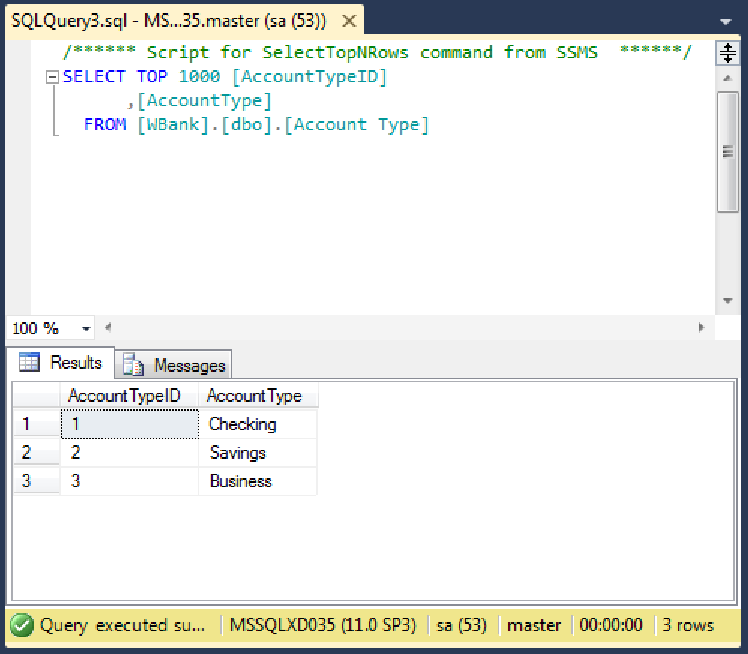 SQLQuery3.sql - MS...35.master (sa (53))
/****** Script for SelectTopNRows command from SSMS ******/
SELECT TOP 1000 [AccountTypeID]
,[AccountType]
FROM [WBank].[dbo].[Account Type]
100 %
Results Messages
AccountTypeID AccountType
1 1 Checking
2 2 Savings
3 3 Business
Query executed su... MSSQLXD035 (11.0 SP3) sa (53) master 00:00:00 3 rows